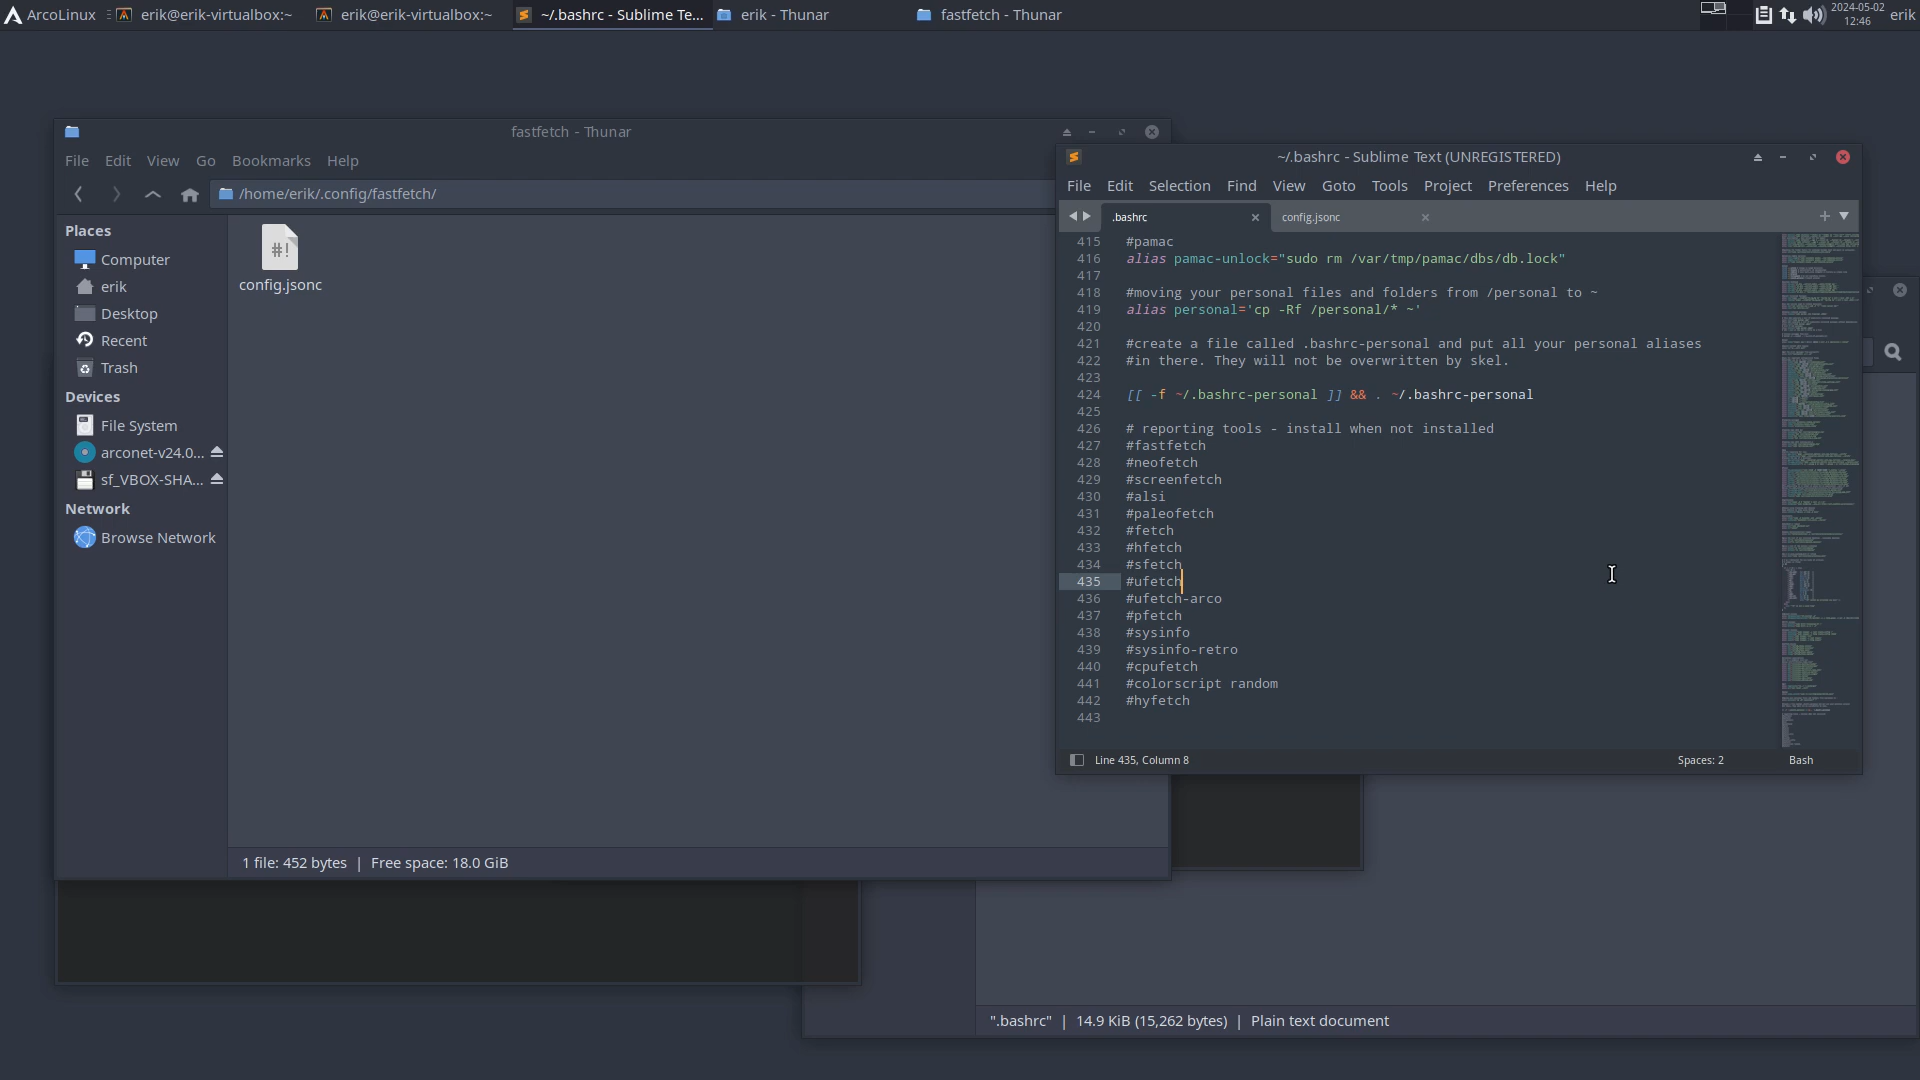 ArcoLinux
erik@erik-virtualbox:~
erik@erik-virtualbox:~
~/.bashrc - Sublime Te...
erik - Thunar
fastfetch - Thunar
2024-05-02
12:46
erik
fastfetch - Thunar
File Edit View Go Bookmarks Help
/home/erik/.config/fastfetch/
Places
Computer
erik
Desktop
Recent
Trash
Devices
File System
arconet-v24.0...
sf_VBOX-SHA...
Network
Browse Network
#!
config.jsonc
1 file: 452 bytes | Free space: 18.0 GiB
~/.bashrc - Sublime Text (UNREGISTERED)
File Edit Selection Find View Goto Tools Project Preferences Help
.bashrc
config.jsonc
415 #pamac
416 alias pamac-unlock="sudo rm /var/tmp/pamac/dbs/db.lock"
417
418 #moving your personal files and folders from /personal to ~
419 alias personal='cp -Rf /personal/* ~'
420
421 #create a file called .bashrc-personal and put all your personal aliases
422 #in there. They will not be overwritten by skel.
423
424 [[ -f ~/.bashrc-personal ]] && . ~/.bashrc-personal
425
426 # reporting tools - install when not installed
427 #fastfetch
428 #neofetch
429 #screenfetch
430 #alsi
431 #paleofetch
432 #fetch
433 #hfetch
434 #sfetch
435 #ufetch
436 #ufetch-arco
437 #pfetch
438 #sysinfo
439 #sysinfo-retro
440 #cpufetch
441 #colorscript random
442 #hyfetch
443
Line 435, Column 8
Spaces: 2
Bash
".bashrc" | 14.9 KiB (15,262 bytes) | Plain text document